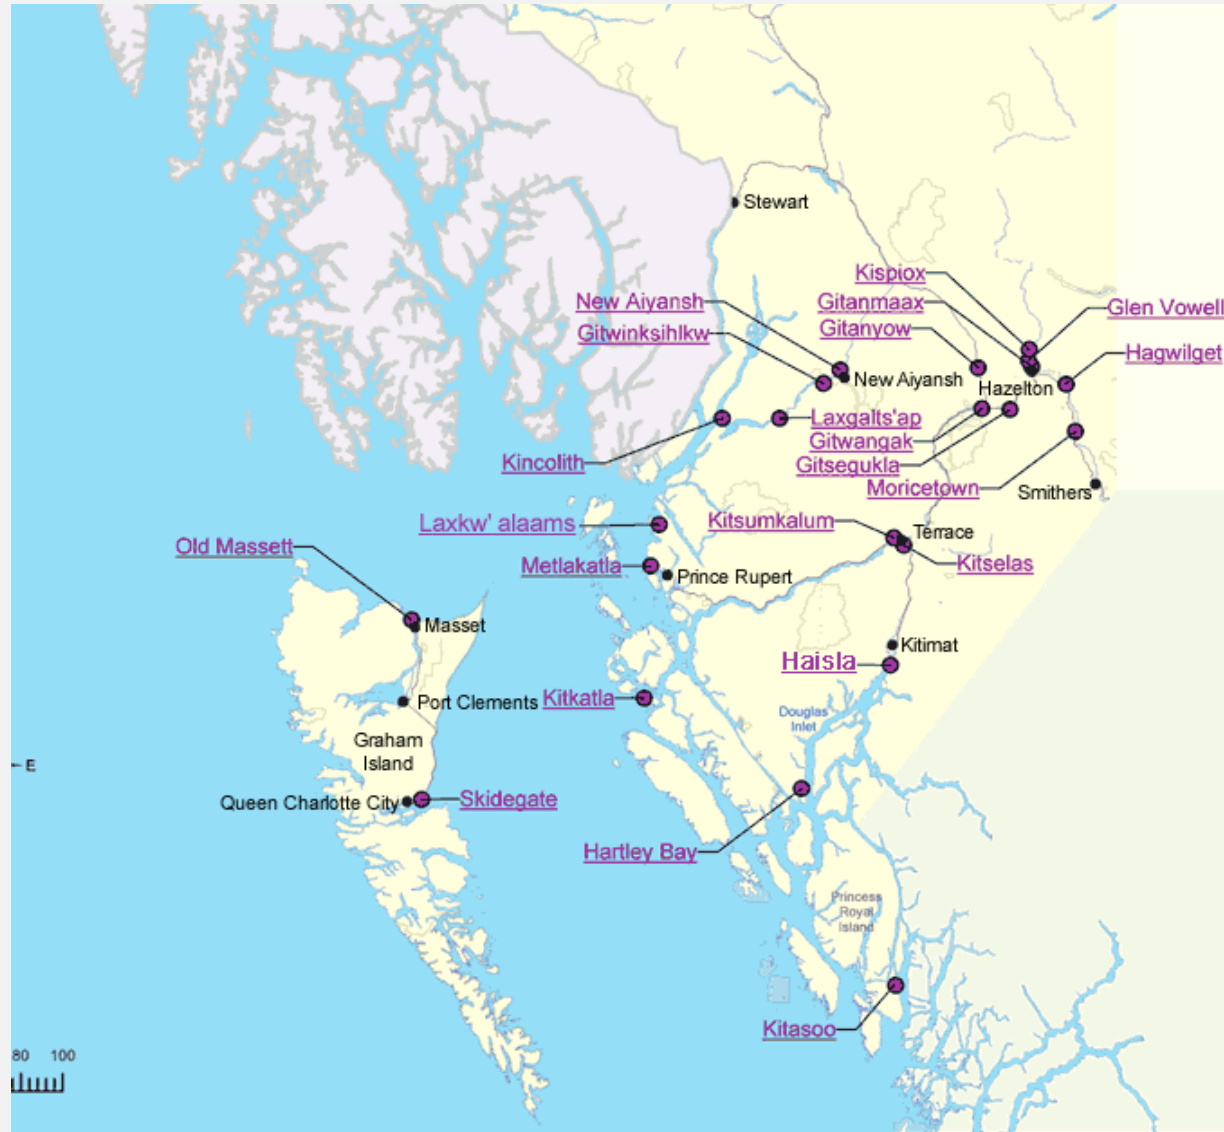 Stewart
Kispiox
New Aiyansh
Gitanmaax
Glen Vowell
Gitwinksihlkw
Gitanyow
Hagwilget
New Aiyansh
Hazelton
Laxgalts'ap
Gitwangak
Kincolith
Gitsegukla
Moricetown
Smithers
Laxkw' alaams
Kitsumkalum
Terrace
Old Massett
Metlakatla
Kitselas
Prince Rupert
Masset
Kitimat
Haisla
Port Clements
Kitkatla
Douglas
Inlet
Graham
Island
E
Queen Charlotte City
Skidegate
Hartley Bay
Princess
Royal
Island
Kitasoo
80 100